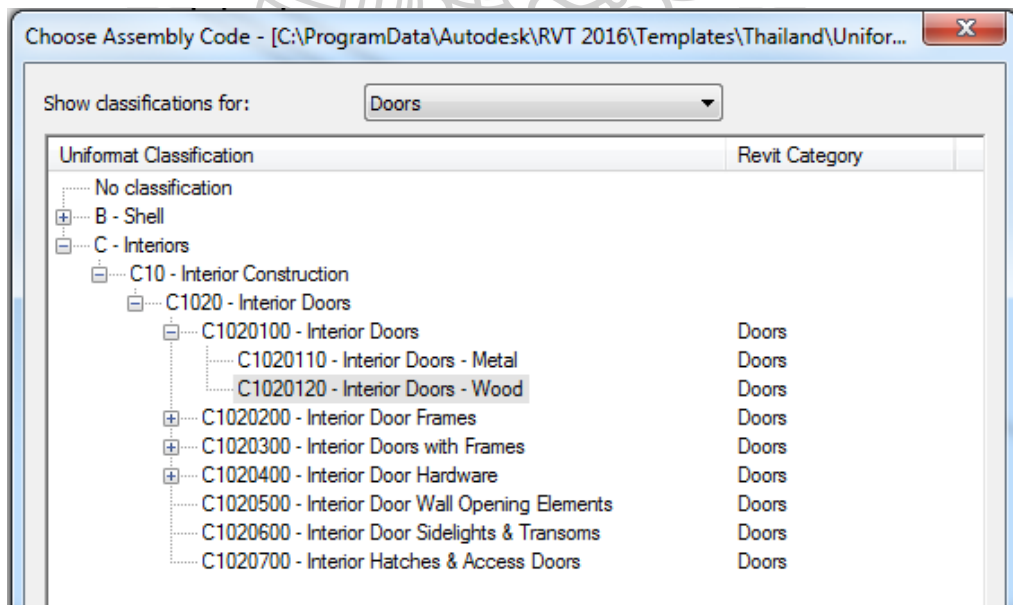 Choose Assembly Code - [C:\ProgramData\Autodesk\RVT 2016\Templates\Thailand\Unifor...
Show classifications for: Doors
Uniformat Classification Revit Category
No classification
B - Shell
C - Interiors
C10 - Interior Construction
C1020 - Interior Doors
C1020100 - Interior Doors Doors
C1020110 - Interior Doors - Metal Doors
C1020120 - Interior Doors - Wood Doors
C1020200 - Interior Door Frames Doors
C1020300 - Interior Doors with Frames Doors
C1020400 - Interior Door Hardware Doors
C1020500 - Interior Door Wall Opening Elements Doors
C1020600 - Interior Door Sidelights & Transoms Doors
C1020700 - Interior Hatches & Access Doors Doors